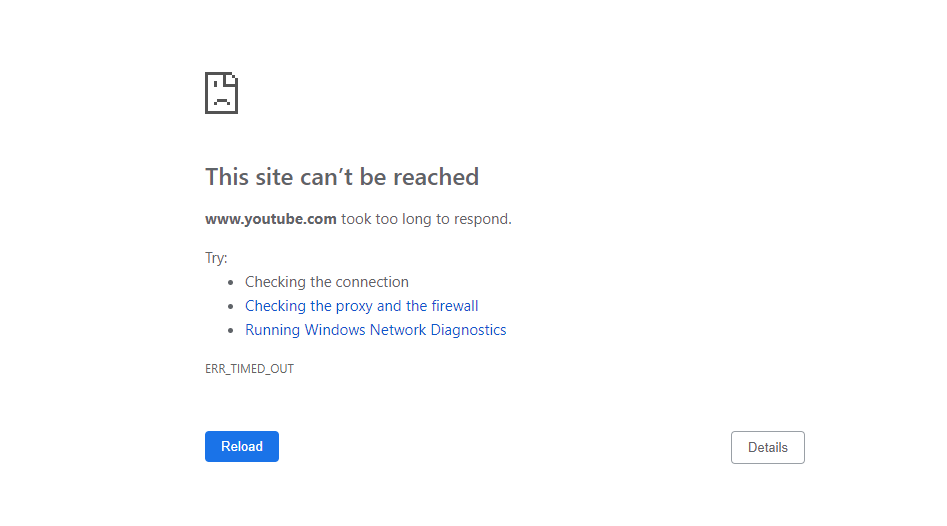 This site can’t be reached
www.youtube.com took too long to respond.
Try:
• Checking the connection
• Checking the proxy and the firewall
• Running Windows Network Diagnostics
ERR_TIMED_OUT
Reload
Details